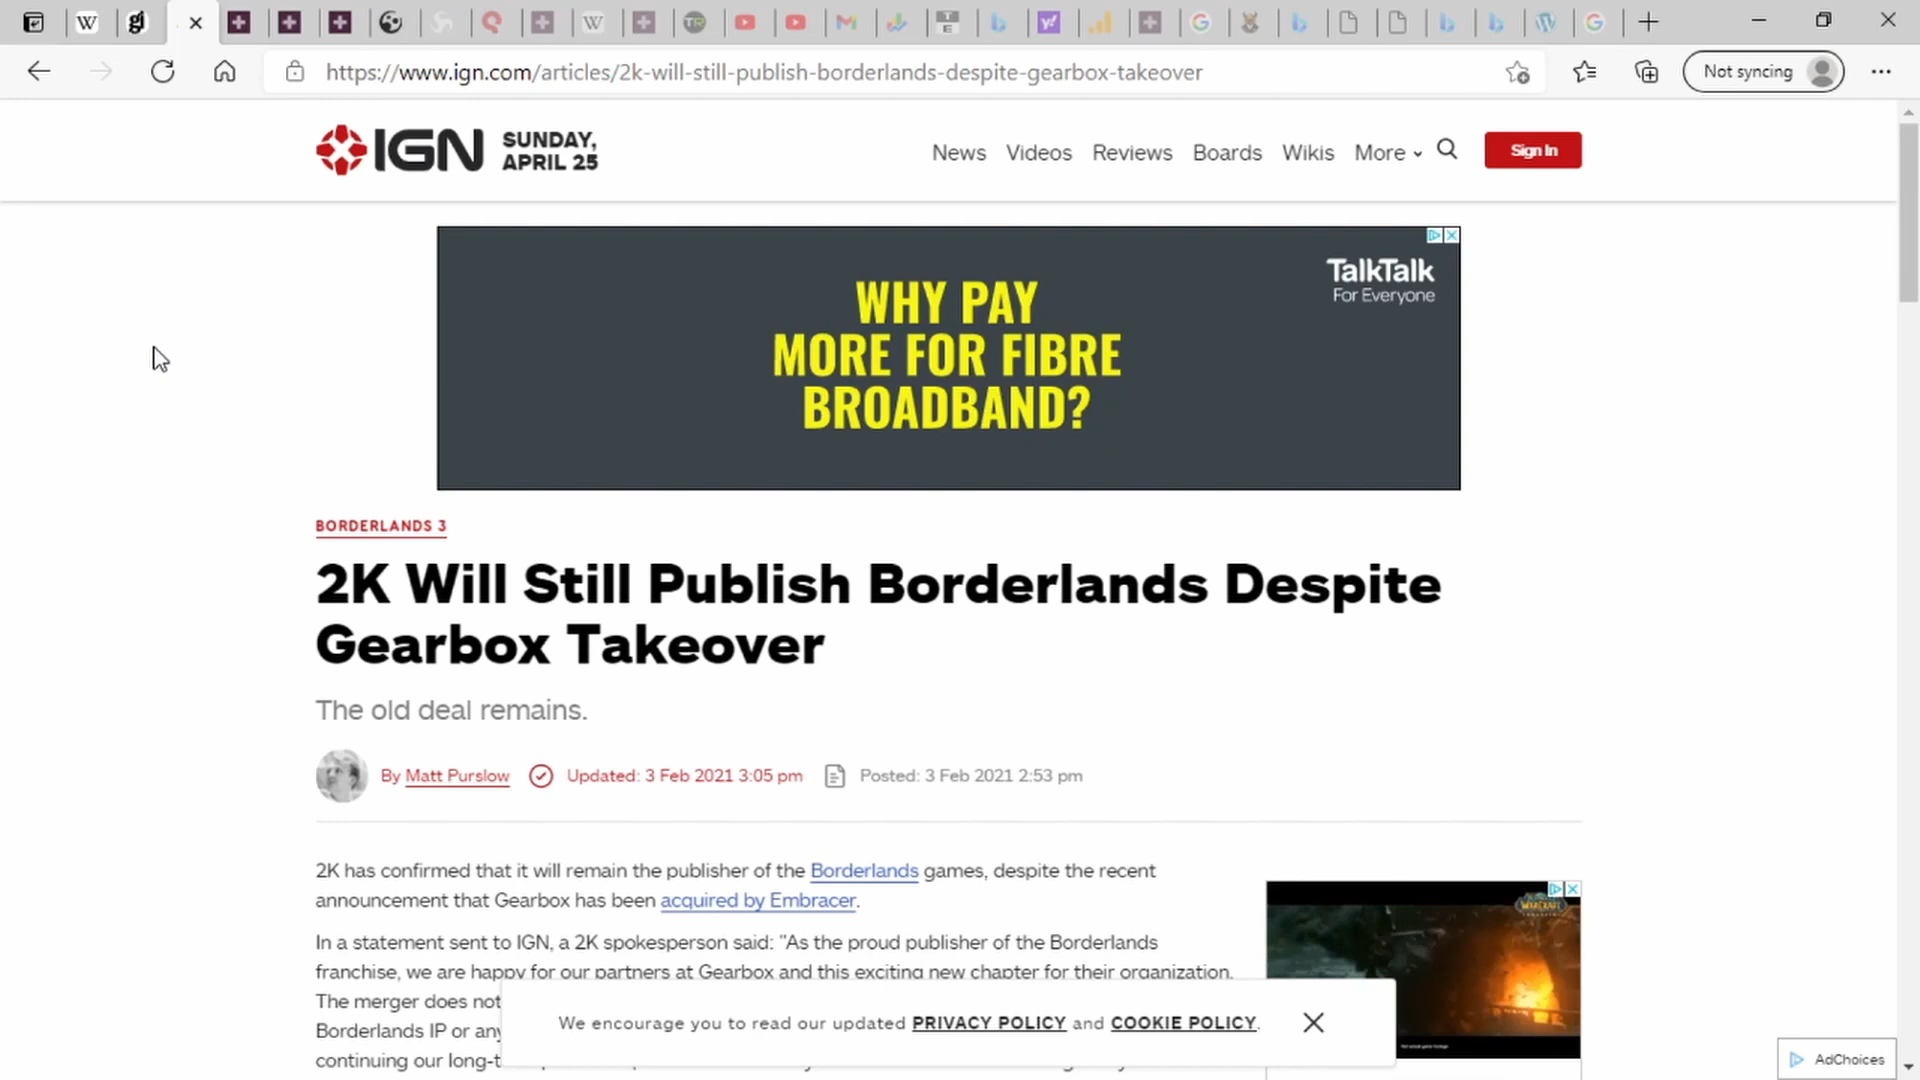 https://www.ign.com/articles/2k-will-still-publish-borderlands-despite-gearbox-takeover
Not syncing
IGN
SUNDAY,
APRIL 25
News Videos Reviews Boards Wikis More
Sign In
TalkTalk
For Everyone
WHY PAY
MORE FOR FIBRE
BROADBAND?
BORDERLANDS 3
2K Will Still Publish Borderlands Despite
Gearbox Takeover
The old deal remains.
By Matt Purslow Updated: 3 Feb 2021 3:05 pm Posted: 3 Feb 2021 2:53 pm
2K has confirmed that it will remain the publisher of the Borderlands games, despite the recent
announcement that Gearbox has been acquired by Embracer.
In a statement sent to IGN, a 2K spokesperson said: "As the proud publisher of the Borderlands
franchise, we are happy for our partners at Gearbox and this exciting new chapter for their organization.
The merger does not
Borderlands IP or any
continuing our long-t
WARCRAFT
We encourage you to read our updated PRIVACY POLICY and COOKIE POLICY.
AdChoices